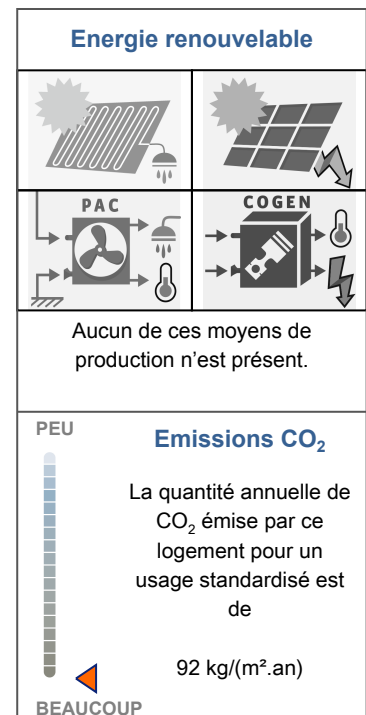 Energie renouvelable
PAC
COGEN
Aucun de ces moyens de
production n'est présent.
PEU
Emissions CO₂
La quantité annuelle de
CO₂ émise par ce
logement pour un
usage standardisé est
de
92 kg/(m².an)
BEAUCOUP